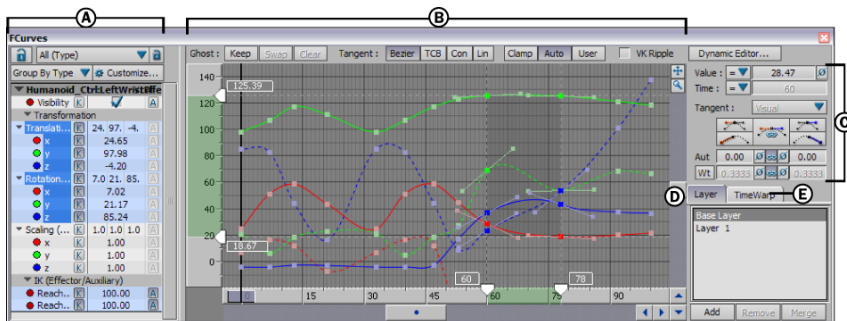 A
B
FCurves
All (Type)
Ghost : Keep Swap Clear Tangent : Bezier TCB Con Lin Clamp Auto User VK Ripple Dynamic Editor...
Group By Type Customize...
Visibility K A
Transformation
Translati... K 24. 97. -4. A
x 24.65
y 97.98
z -4.20
Rotation... K 7.0 21. 85. A
x 7.02
y 21.17
z 85.24
Scaling (... K 1.0 1.0 1.0 A
x 1.00
y 1.00
z 1.00
IK (Effector/Auxiliary)
Reach.. K 100.00 A
Reach.. K 100.00 A
140
125.39
100
80
60
40
20
18.67
0
60
78
0 15 30 45 60 75 90
Value : = 28.47
Time : = 60
Tangent : Visual
C
Aut 0.00 0.00
Wt 0.3333 0.3333
D
Layer TimeWarp
E
Base Layer
Layer 1
Add Remove Merge